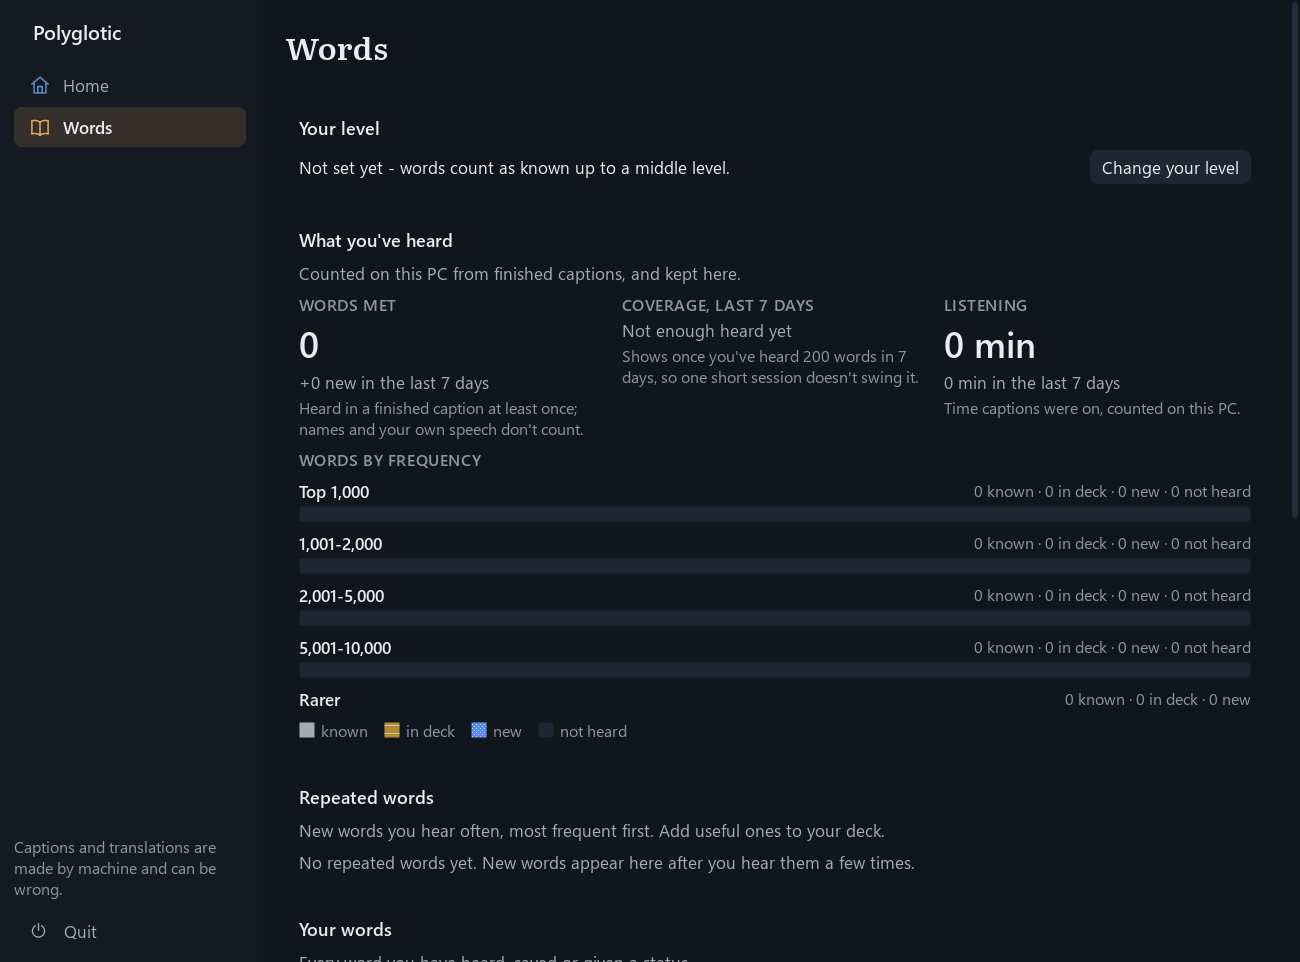 Polyglotic
Home
Words
Captions and translations are
made by machine and can be
wrong.
Quit
Words
Your level
Not set yet - words count as known up to a middle level.
Change your level
What you've heard
Counted on this PC from finished captions, and kept here.
WORDS MET
0
+0 new in the last 7 days
Heard in a finished caption at least once;
names and your own speech don't count.
COVERAGE, LAST 7 DAYS
Not enough heard yet
Shows once you've heard 200 words in 7
days, so one short session doesn't swing it.
LISTENING
0 min
0 min in the last 7 days
Time captions were on, counted on this PC.
WORDS BY FREQUENCY
Top 1,000
0 known · 0 in deck · 0 new · 0 not heard
1,001-2,000
0 known · 0 in deck · 0 new · 0 not heard
2,001-5,000
0 known · 0 in deck · 0 new · 0 not heard
5,001-10,000
0 known · 0 in deck · 0 new · 0 not heard
Rarer
0 known · 0 in deck · 0 new
known
in deck
new
not heard
Repeated words
New words you hear often, most frequent first. Add useful ones to your deck.
No repeated words yet. New words appear here after you hear them a few times.
Your words
Every word you have heard, saved or given a status